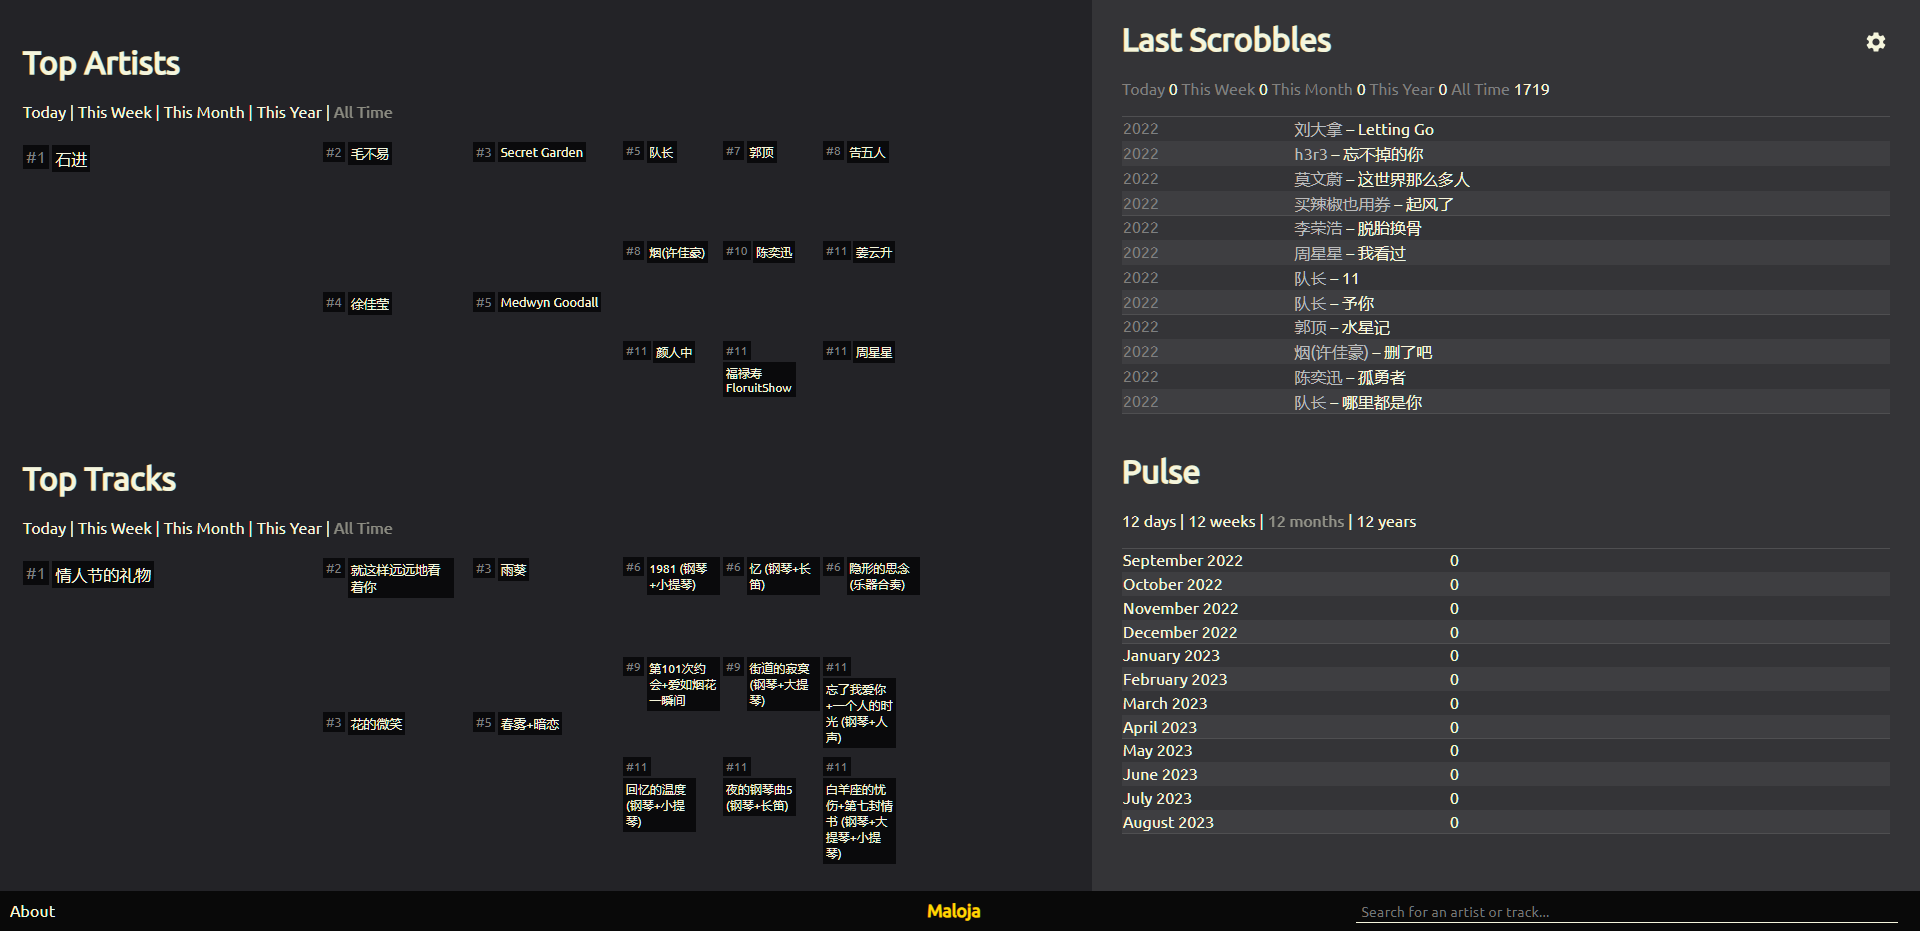 Top Artists
Today | This Week | This Month | This Year | All Time
#1 石进
#2 毛不易
#3 Secret Garden
#5 队长
#7 郭顶
#8 告五人
#8 烟(许佳豪)
#10 陈奕迅
#11 姜云升
#4 徐佳莹
#5 Medwyn Goodall
#11 颜人中
#11
福禄寿
FloruitShow
#11 周星星
Top Tracks
Today | This Week | This Month | This Year | All Time
#1 情人节的礼物
#2 就这样远远地看
着你
#3 雨葵
#6 1981 (钢琴
+小提琴)
#6 忆 (钢琴+长
笛)
#6 隐形的思念
(乐器合奏)
#9 第101次约
会+爱如烟花
一瞬间
#9 街道的寂寞
(钢琴+大提
琴)
#11
忘了我爱你
+一个人的时
光 (钢琴+人
声)
#3 花的微笑
#5 春雾+暗恋
#11
回忆的温度
(钢琴+小提
琴)
#11
夜的钢琴曲5
(钢琴+长笛)
#11
白羊座的忧
伤+第七封情
书 (钢琴+大
提琴+小提
琴)
Last Scrobbles
Today 0 This Week 0 This Month 0 This Year 0 All Time 1719
2022 刘大拿 – Letting Go
2022 h3r3 – 忘不掉的你
2022 莫文蔚 – 这世界那么多人
2022 买辣椒也用券 – 起风了
2022 李荣浩 – 脱胎换骨
2022 周星星 – 我看过
2022 队长 – 11
2022 队长 – 予你
2022 郭顶 – 水星记
2022 烟(许佳豪) – 删了吧
2022 陈奕迅 – 孤勇者
2022 队长 – 哪里都是你
Pulse
12 days | 12 weeks | 12 months | 12 years
September 2022 0
October 2022 0
November 2022 0
December 2022 0
January 2023 0
February 2023 0
March 2023 0
April 2023 0
May 2023 0
June 2023 0
July 2023 0
August 2023 0
About
Maloja
Search for an artist or track...